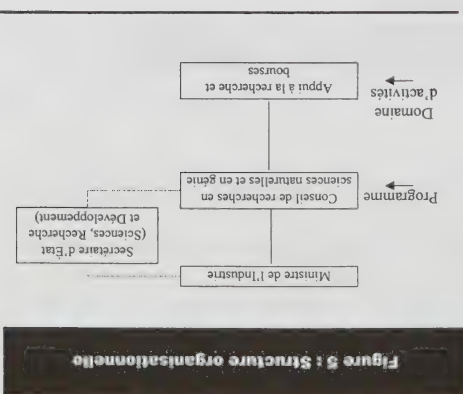 Figure 5 : Structure organisationnelle
Ministre de l'Industrie
Secrétaire d'État
(Sciences, Recherche
et Développement)
Programme
Conseil de recherches en
sciences naturelles et en génie
Domaine
d'activités
Appui à la recherche et
bourses